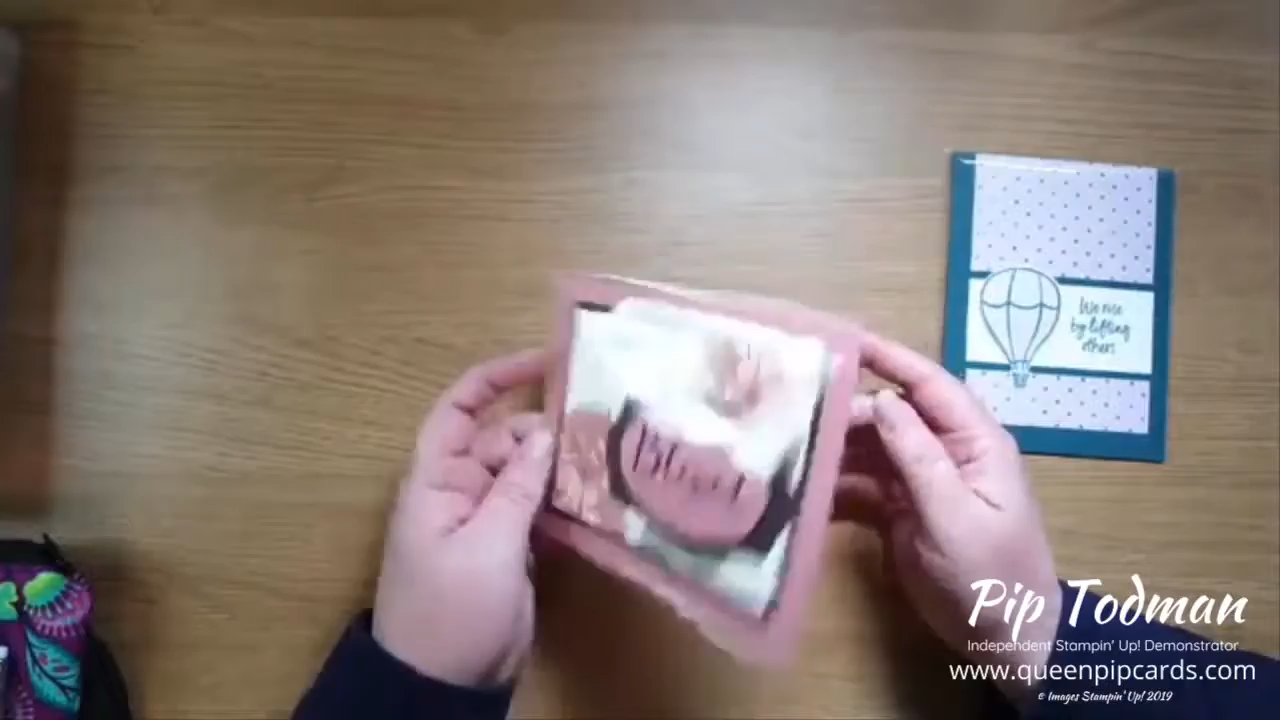 We rise
by lifting
others
Pip Todman
Independent Stampin' Up! Demonstrator
www.queenpipcards.com
© Images Stampin' Up! 2019